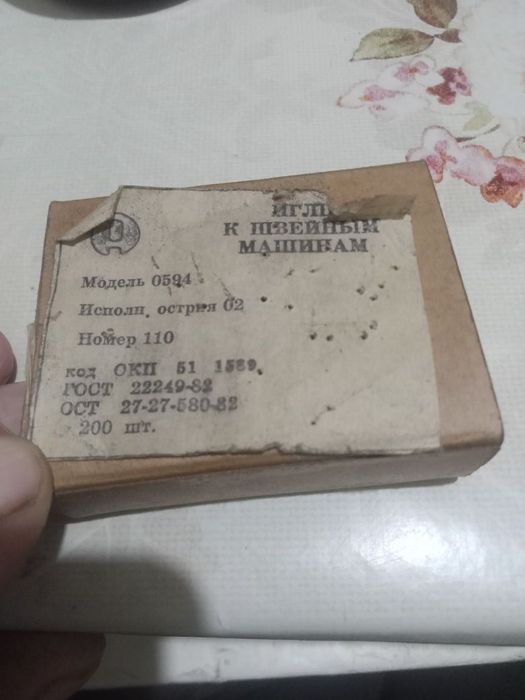 ИГЛЫ
К ШВЕЙНЫМ
МАШИНАМ
Модель 0594
Исполн. острия 02
Номер 110
код ОКП 51 1589
ГОСТ 22249-82
ОСТ 27-27-580-82
200 шт.